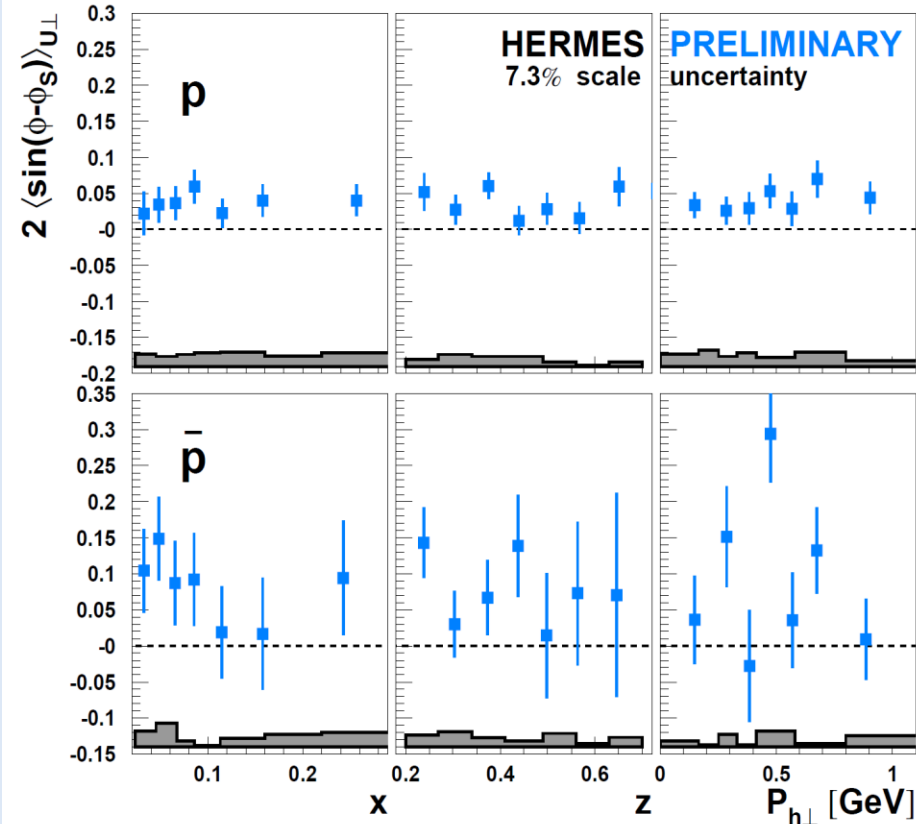 2 ⟨sin(ϕ-ϕS)⟩U⊥
0.3
0.25
0.2
0.15
0.1
0.05
-0
-0.05
-0.1
-0.15
-0.2
p
HERMES PRELIMINARY
7.3% scale uncertainty
0.35
0.3
0.25
0.2
0.15
0.1
0.05
-0
-0.05
-0.1
-0.15
p̄
0.1 0.2
0.2 0.4 0.6
0 0.5 1
x
z
Ph⊥ [GeV]